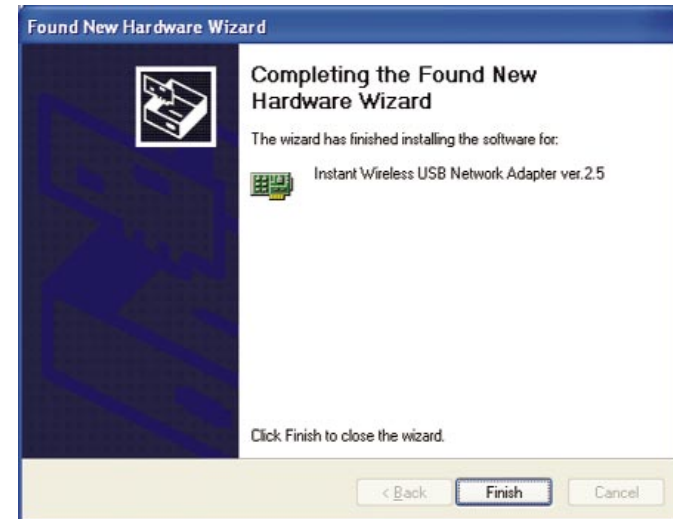 Found New Hardware Wizard
Completing the Found New
Hardware Wizard
The wizard has finished installing the software for:
Instant Wireless USB Network Adapter ver.2.5
Click Finish to close the wizard.
< Back
Finish
Cancel